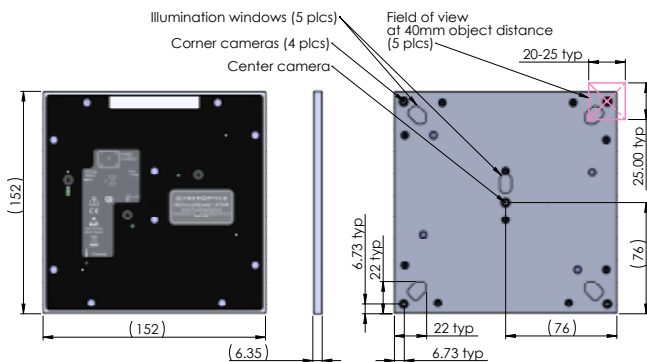 Illumination windows (5 plcs)
Corner cameras (4 plcs)
Center camera
Field of view
at 40mm object distance
(5 plcs)
20-25 typ
25.00 typ
(152)
(152)
(6.35)
6.73 typ
22 typ
22 typ
6.73 typ
(76)
(76)
CYBEROPTICS